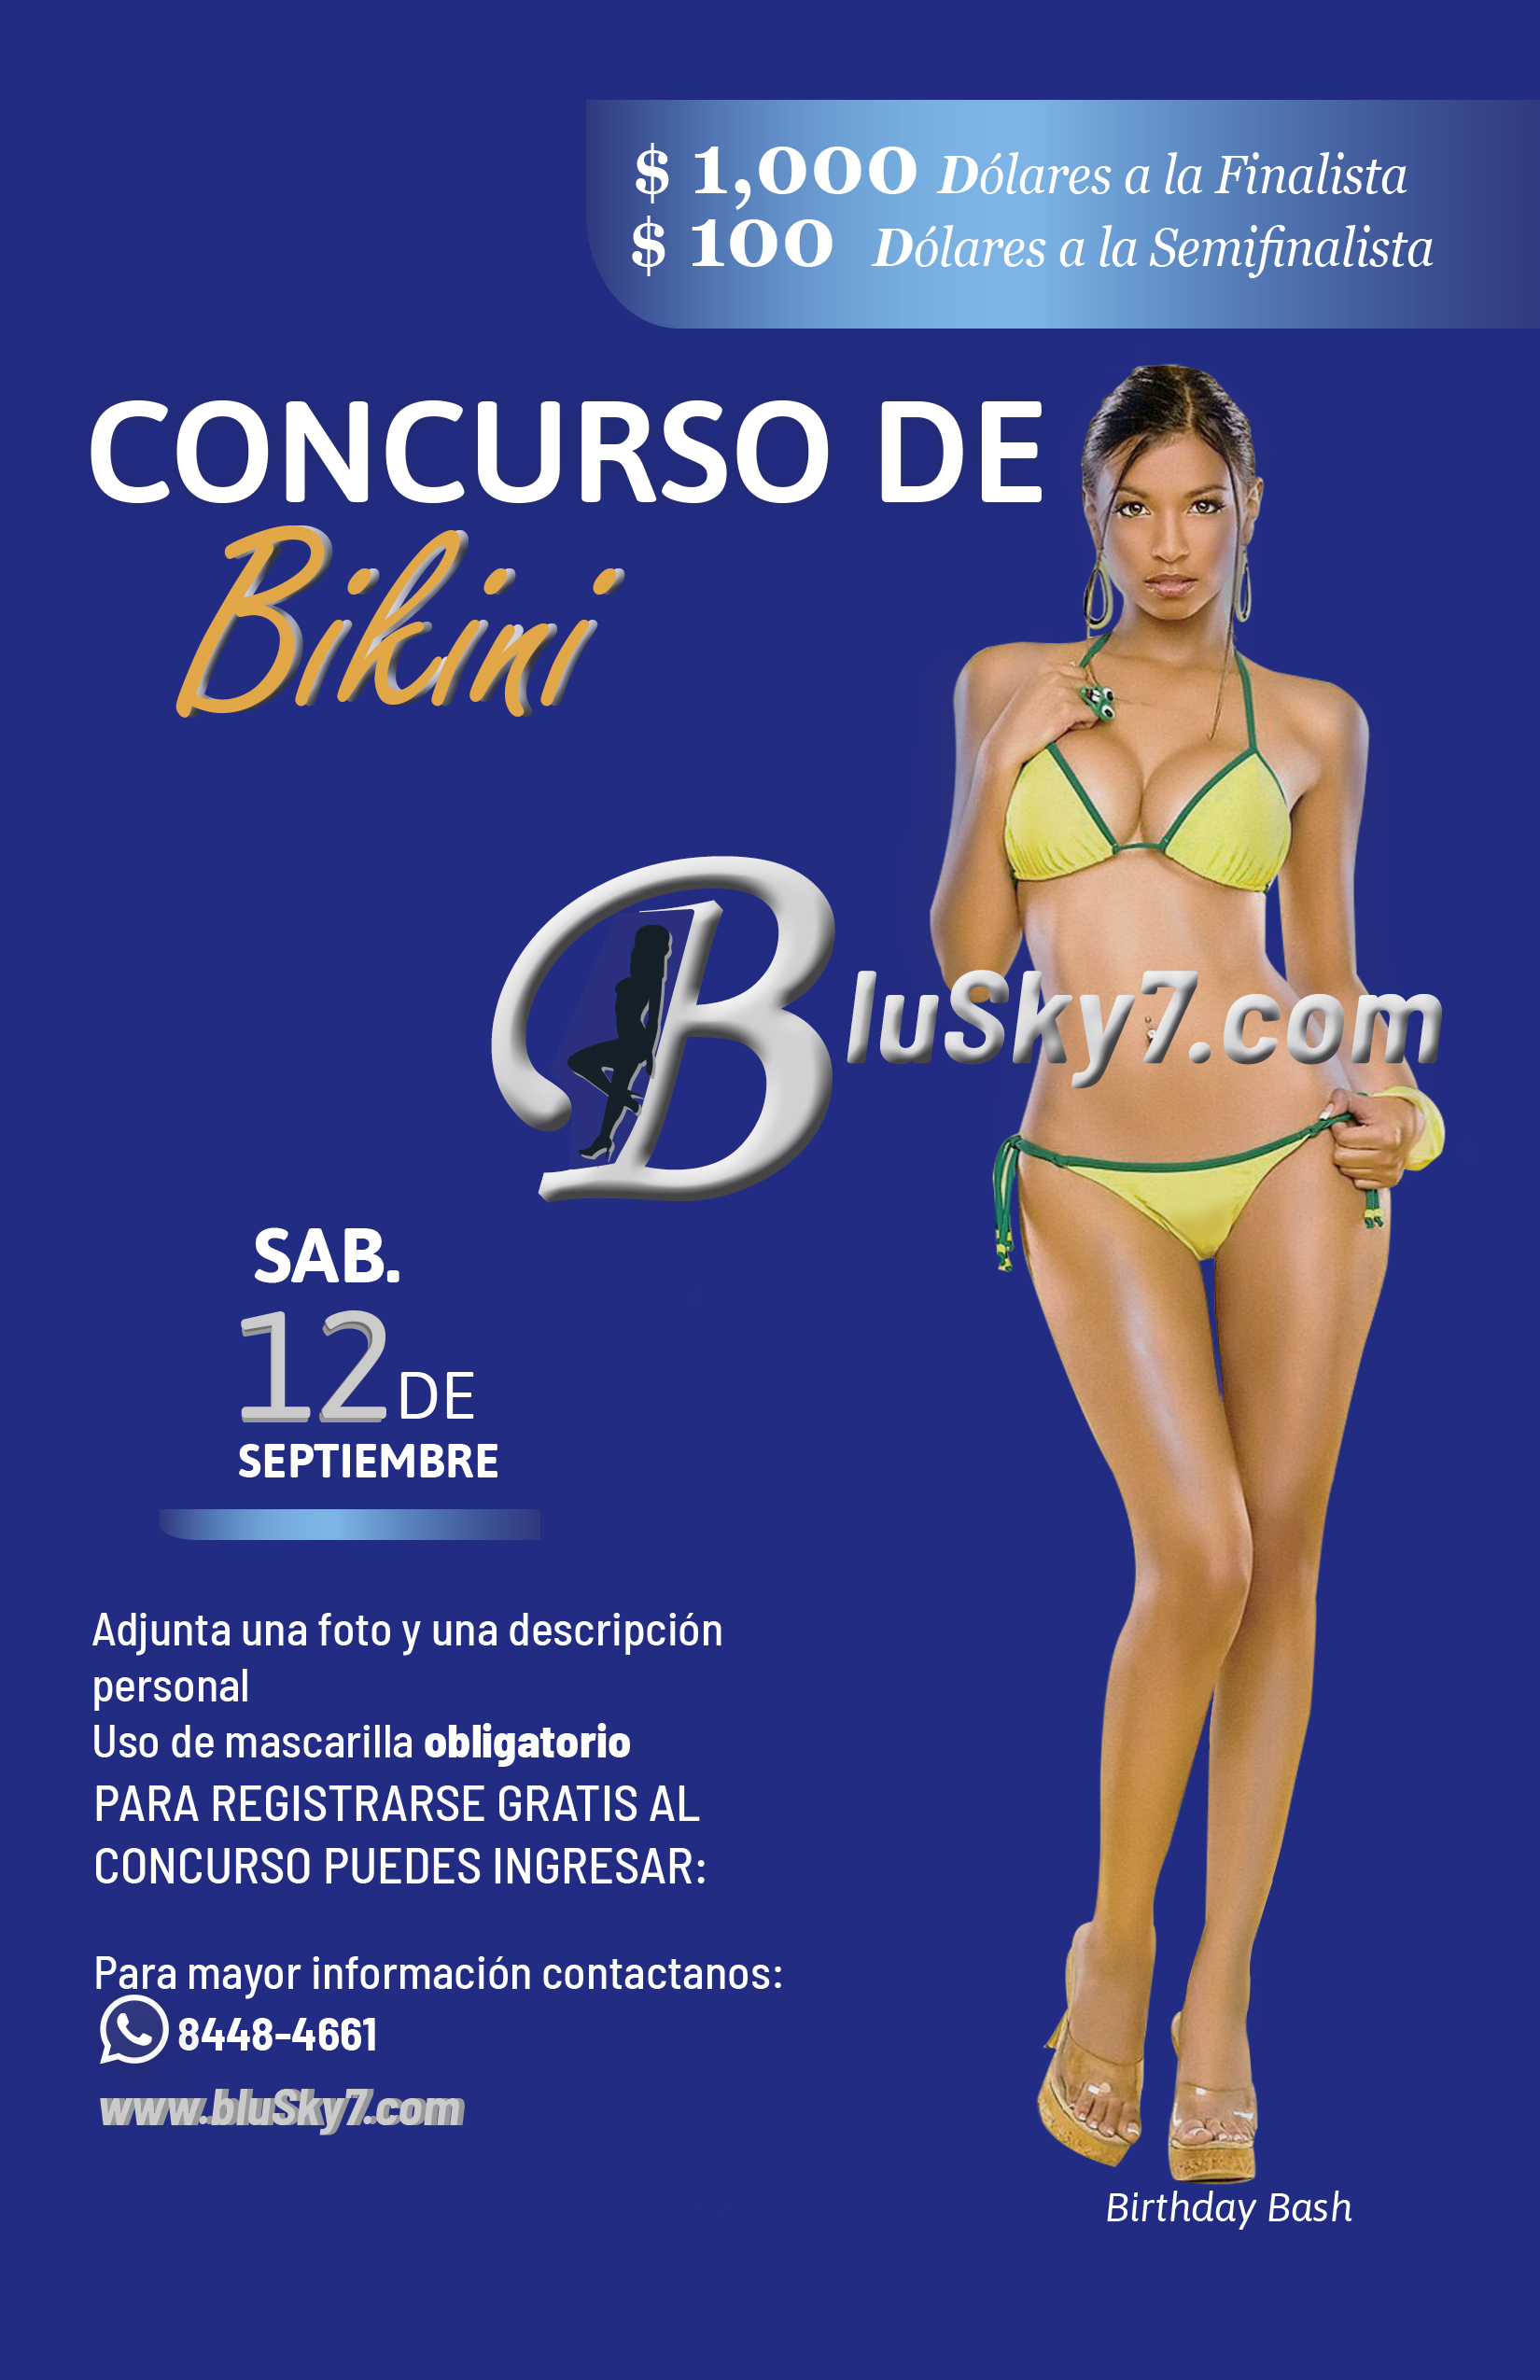 $ 1,000 Dólares a la Finalista
$ 100 Dólares a la Semifinalista
CONCURSO DE
Bikini
BluSky7.com
SAB.
12 DE
SEPTIEMBRE
Adjunta una foto y una descripción
personal
Uso de mascarilla obligatorio
PARA REGISTRARSE GRATIS AL
CONCURSO PUEDES INGRESAR:
Para mayor información contactanos:
8448-4661
www.bluSky7.com
Birthday Bash